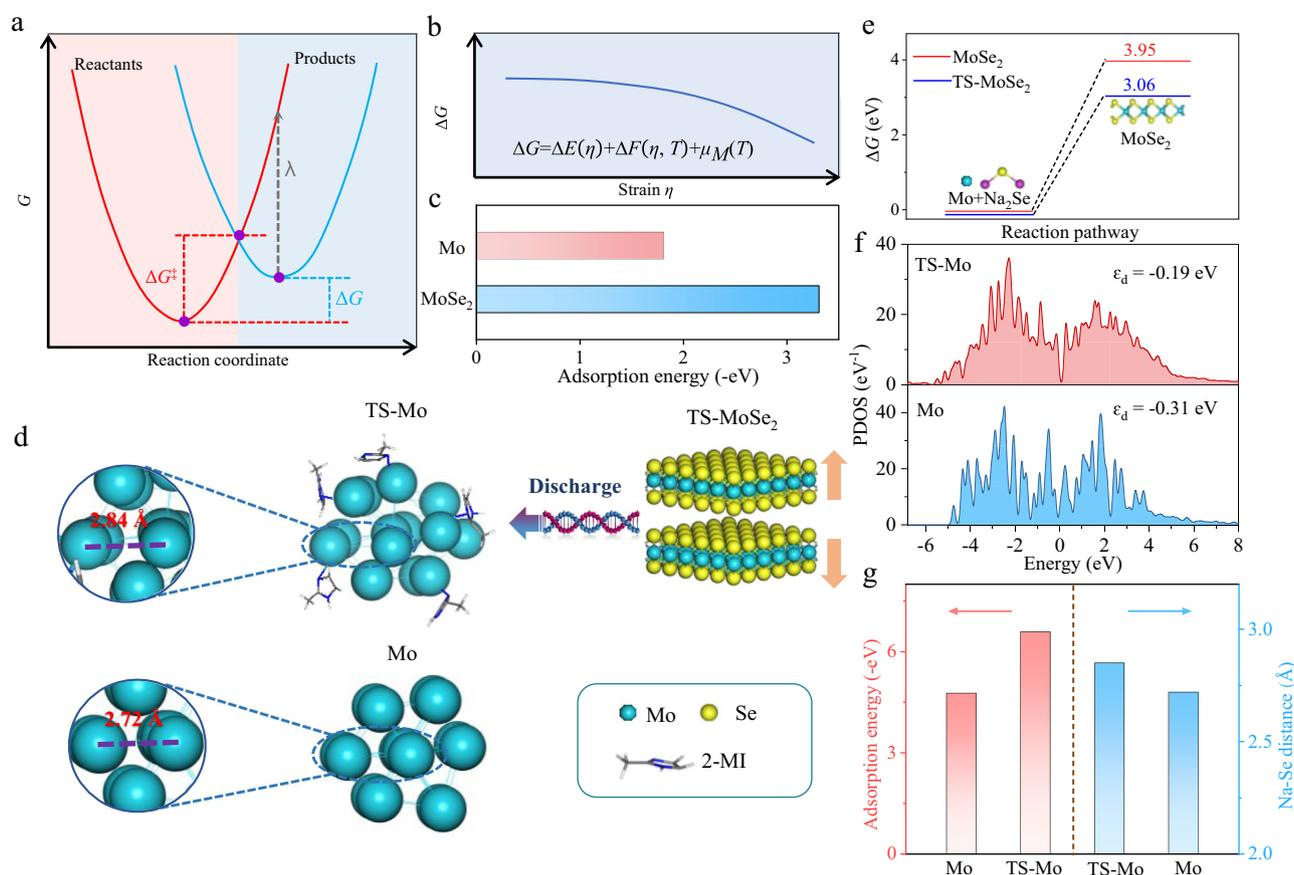 a
Reactants
Products
λ
ΔG‡
ΔG
G
Reaction coordinate
b
ΔG
ΔG=ΔE(η)+ΔF(η, T)+μM(T)
Strain η
c
Mo
MoSe2
0 1 2 3
Adsorption energy (-eV)
d
TS-Mo
TS-MoSe2
2.84 Å
Discharge
Mo
2.72 Å
Mo
Se
2-MI
e
MoSe2
TS-MoSe2
3.95
3.06
MoSe2
Mo+Na2Se
4
2
0
ΔG (eV)
Reaction pathway
f
TS-Mo
εd = -0.19 eV
40
20
0
Mo
εd = -0.31 eV
40
20
0
PDOS (eV-1)
-6 -4 -2 0 2 4 6 8
Energy (eV)
g
6
3
0
Adsorption energy (-eV)
3.0
2.5
2.0
Na-Se distance (Å)
Mo TS-Mo TS-Mo Mo